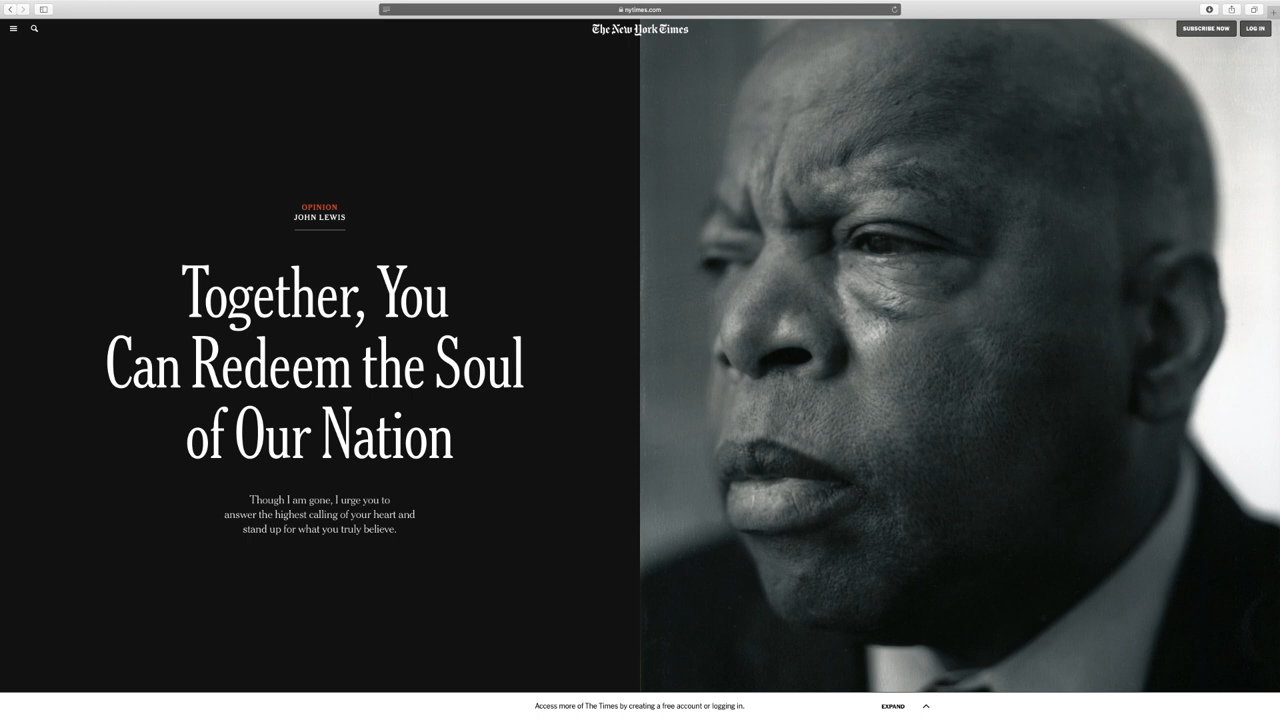 nytimes.com
The New York Times
SUBSCRIBE NOW
LOG IN
OPINION
JOHN LEWIS
Together, You
Can Redeem the Soul
of Our Nation
Though I am gone, I urge you to
answer the highest calling of your heart and
stand up for what you truly believe.
Access more of The Times by creating a free account or logging in.
EXPAND